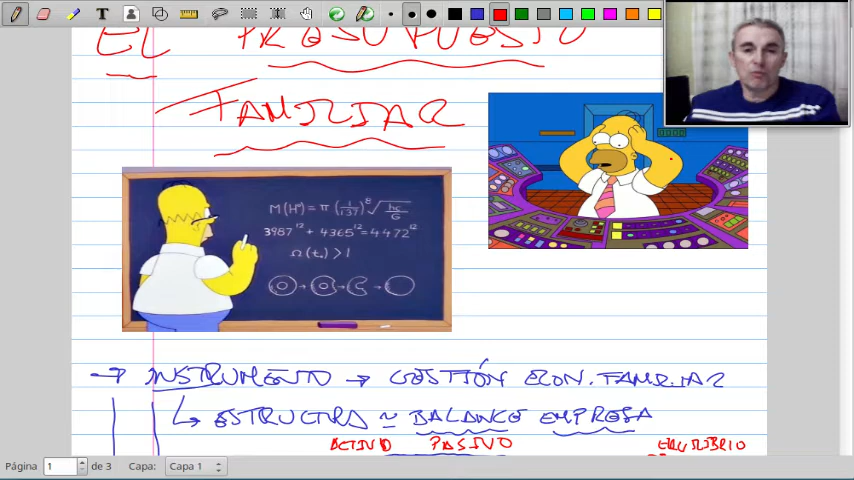 EL PRESUPUESTO
FAMILIAR
M(H°) = π (1/137)⁸ √(hc/G)
3987¹² + 4365¹² = 4472¹²
Ω(t₀) > 1
→ INSTRUMENTO → GESTIÓN ECON. FAMILIAR
↳ ESTRUCTURA ≃ BALANCE EMPRESA
ACTIVO PASIVO EQUILIBRIO
Página 1 de 3 Capa: Capa 1